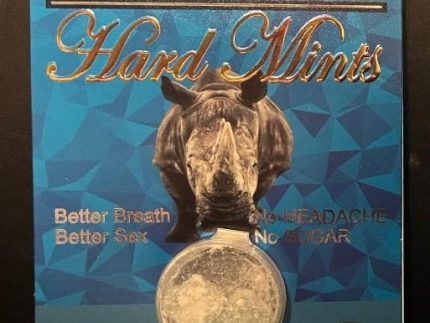 Hard Mints
Better Breath
No HEADACHE
Better Sex
No SUGAR